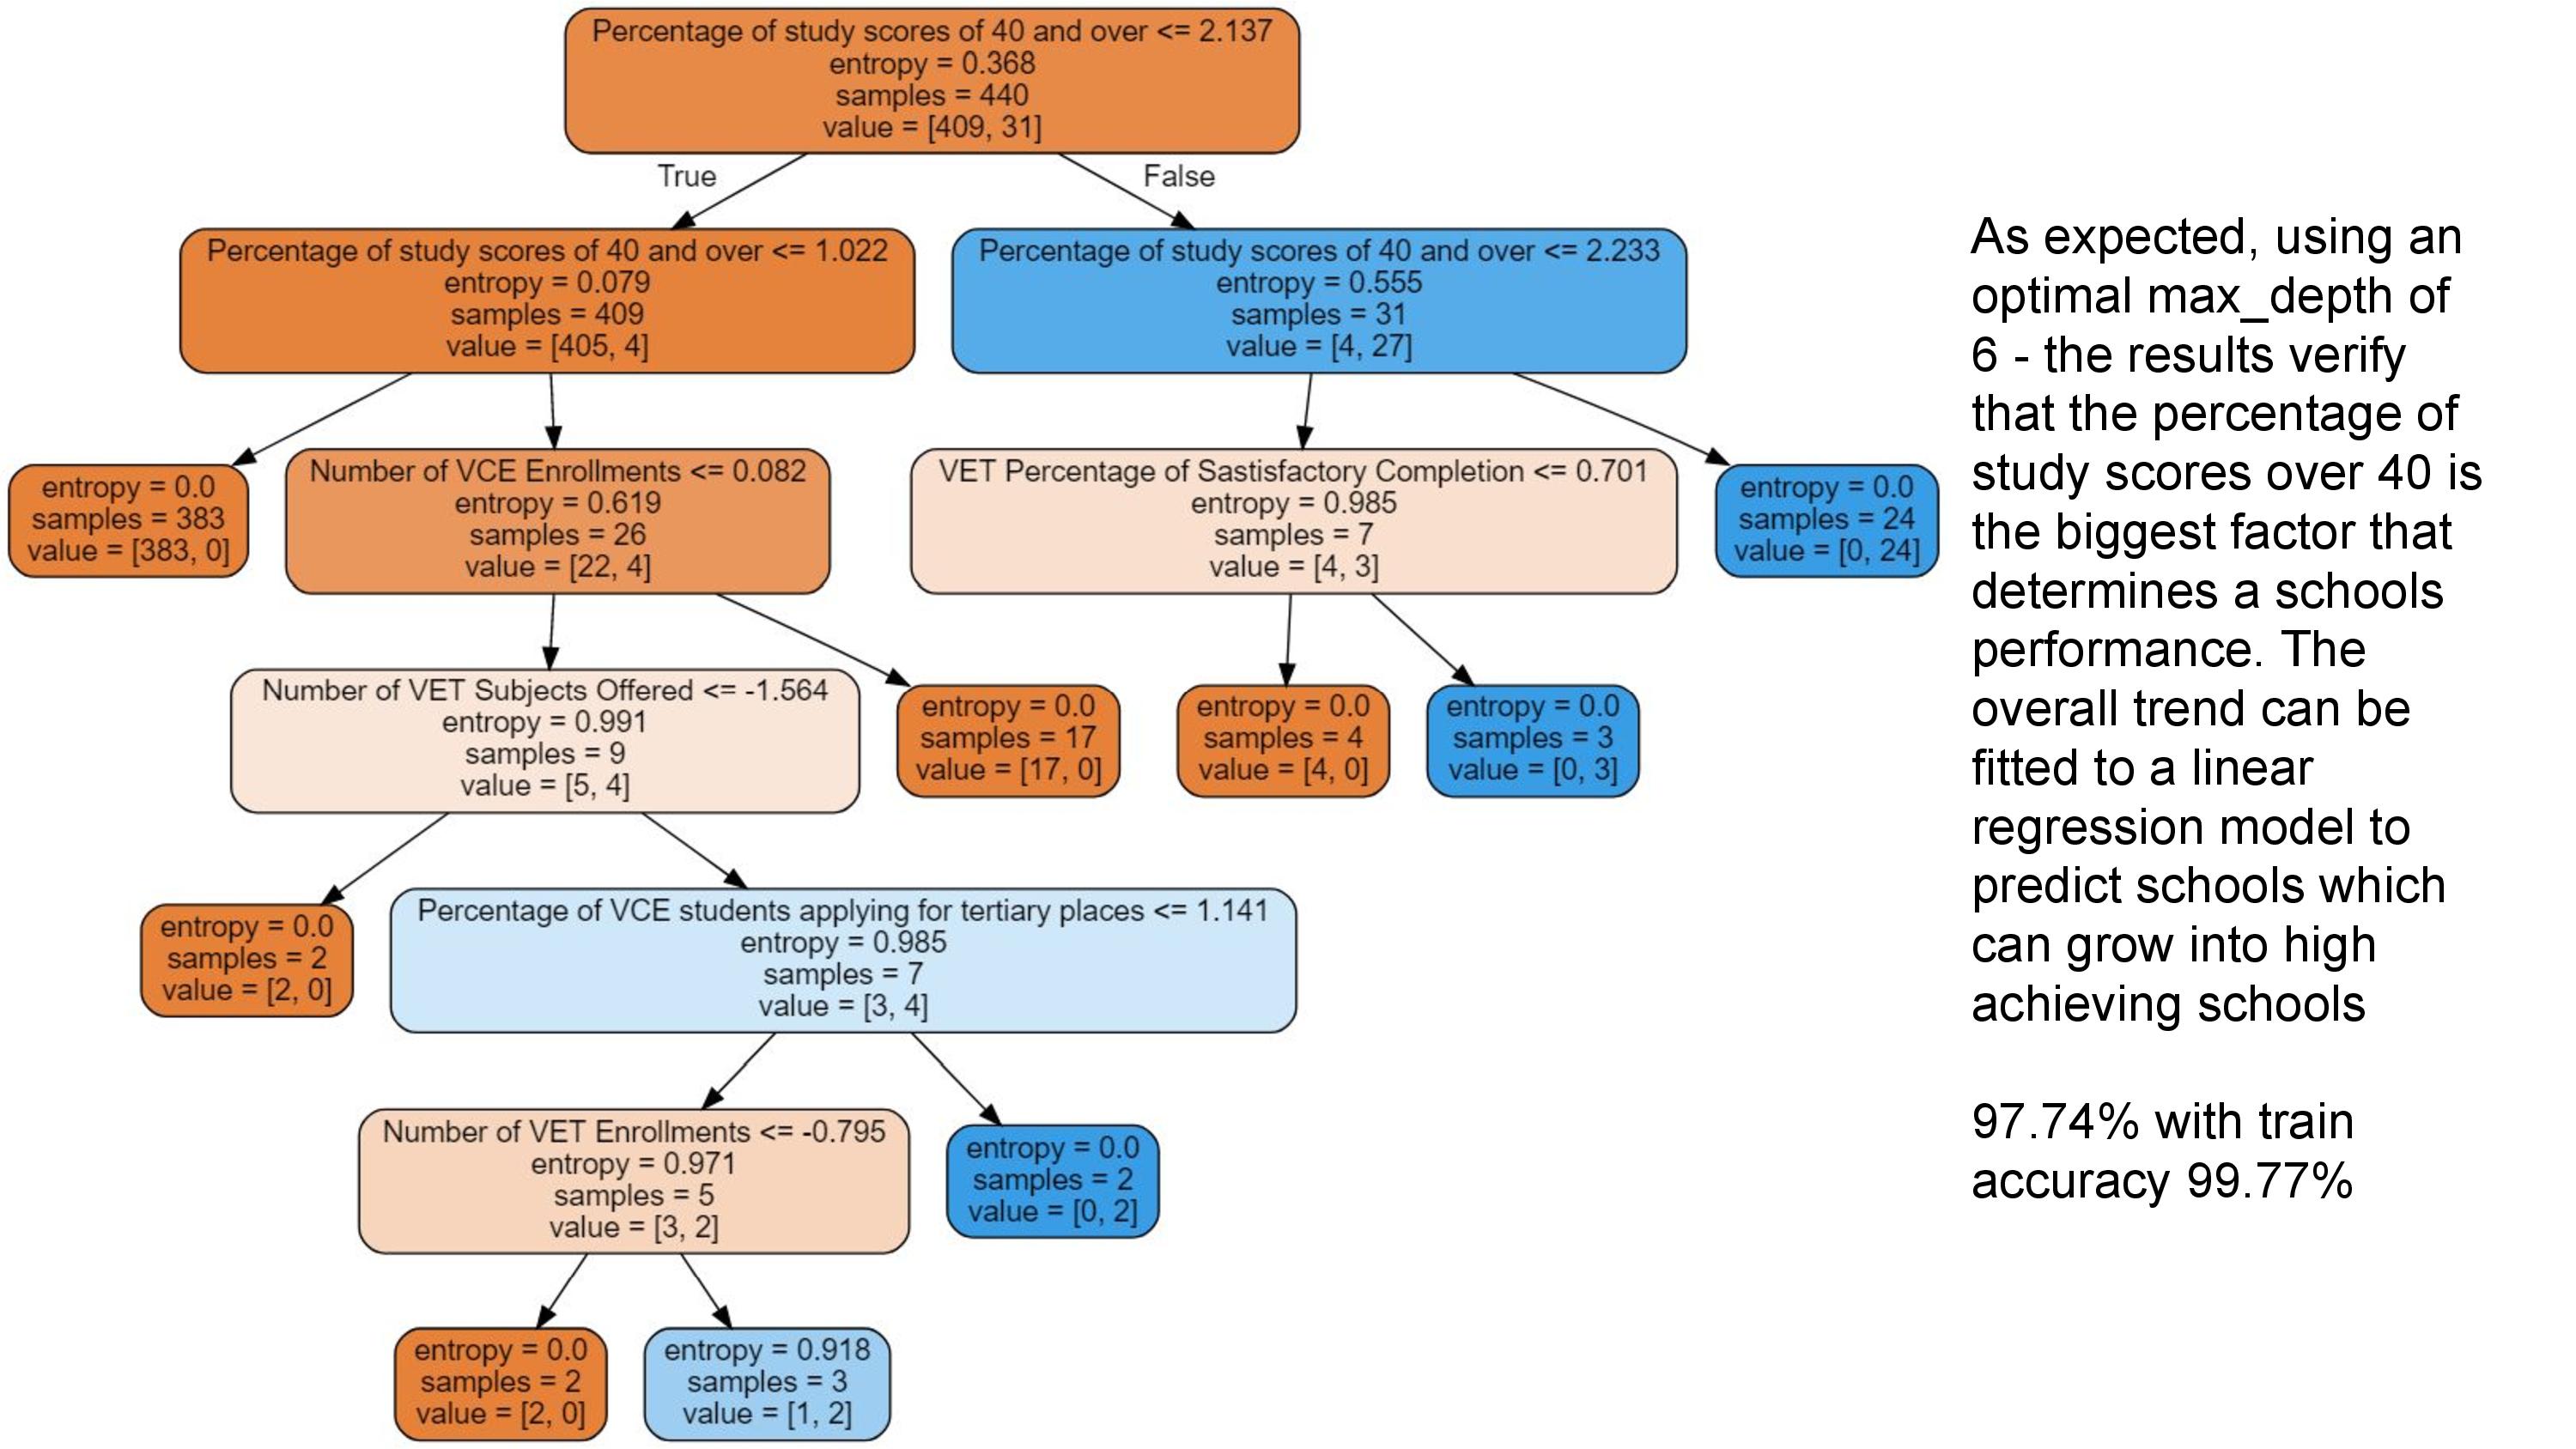 Percentage of study scores of 40 and over <= 2.137
entropy = 0.368
samples = 440
value = [409, 31]
True
False
Percentage of study scores of 40 and over <= 1.022
entropy = 0.079
samples = 409
value = [405, 4]
Percentage of study scores of 40 and over <= 2.233
entropy = 0.555
samples = 31
value = [4, 27]
entropy = 0.0
samples = 383
value = [383, 0]
Number of VCE Enrollments <= 0.082
entropy = 0.619
samples = 26
value = [22, 4]
VET Percentage of Sastisfactory Completion <= 0.701
entropy = 0.985
samples = 7
value = [4, 3]
entropy = 0.0
samples = 24
value = [0, 24]
Number of VET Subjects Offered <= -1.564
entropy = 0.991
samples = 9
value = [5, 4]
entropy = 0.0
samples = 17
value = [17, 0]
entropy = 0.0
samples = 4
value = [4, 0]
entropy = 0.0
samples = 3
value = [0, 3]
entropy = 0.0
samples = 2
value = [2, 0]
Percentage of VCE students applying for tertiary places <= 1.141
entropy = 0.985
samples = 7
value = [3, 4]
Number of VET Enrollments <= -0.795
entropy = 0.971
samples = 5
value = [3, 2]
entropy = 0.0
samples = 2
value = [0, 2]
entropy = 0.0
samples = 2
value = [2, 0]
entropy = 0.918
samples = 3
value = [1, 2]
As expected, using an
optimal max_depth of
6 - the results verify
that the percentage of
study scores over 40 is
the biggest factor that
determines a schools
performance. The
overall trend can be
fitted to a linear
regression model to
predict schools which
can grow into high
achieving schools
97.74% with train
accuracy 99.77%